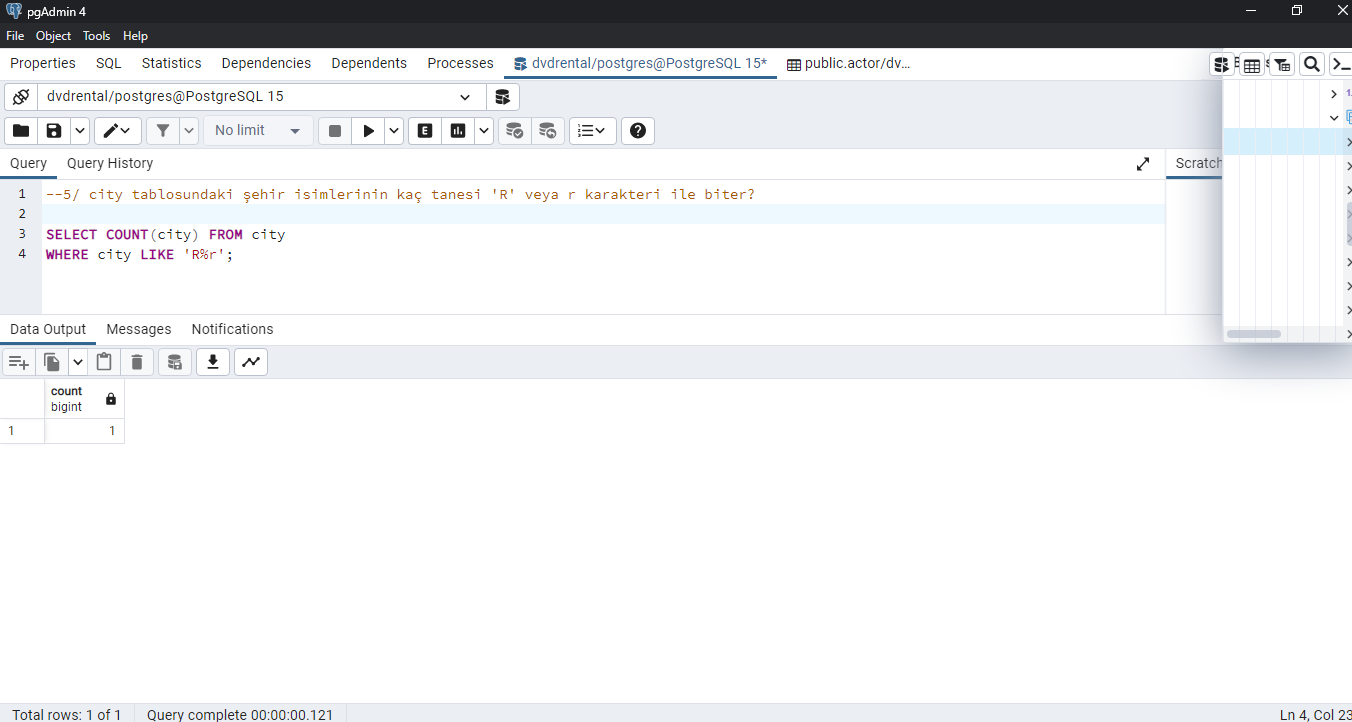 pgAdmin 4
File Object Tools Help
Properties SQL Statistics Dependencies Dependents Processes dvdrental/postgres@PostgreSQL 15* public.actor/dv...
dvdrental/postgres@PostgreSQL 15
No limit
E
Query Query History
Scratch
1 --5/ city tablosundaki şehir isimlerinin kaç tanesi 'R' veya r karakteri ile biter?
2
3 SELECT COUNT(city) FROM city
4 WHERE city LIKE 'R%r';
Data Output Messages Notifications
count
bigint
1 1
Total rows: 1 of 1 Query complete 00:00:00.121 Ln 4, Col 23